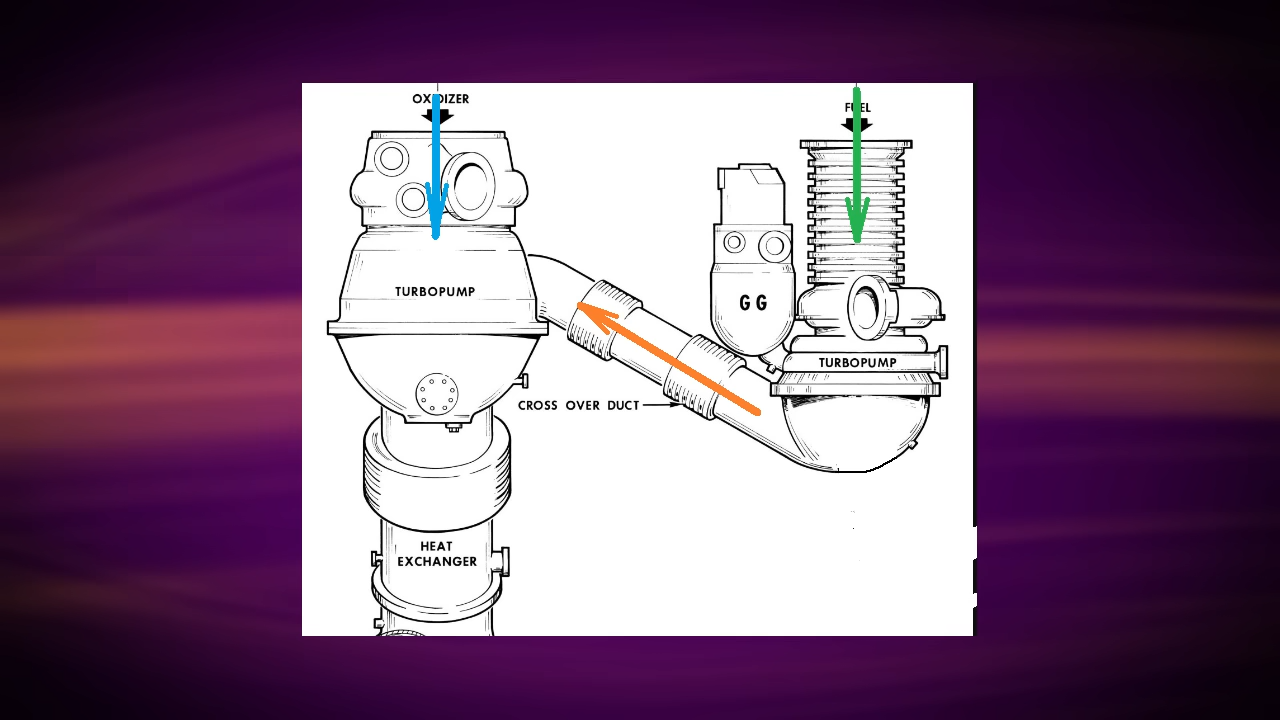 OXIDIZER
FUEL
TURBOPUMP
GG
TURBOPUMP
CROSS OVER DUCT
HEAT
EXCHANGER